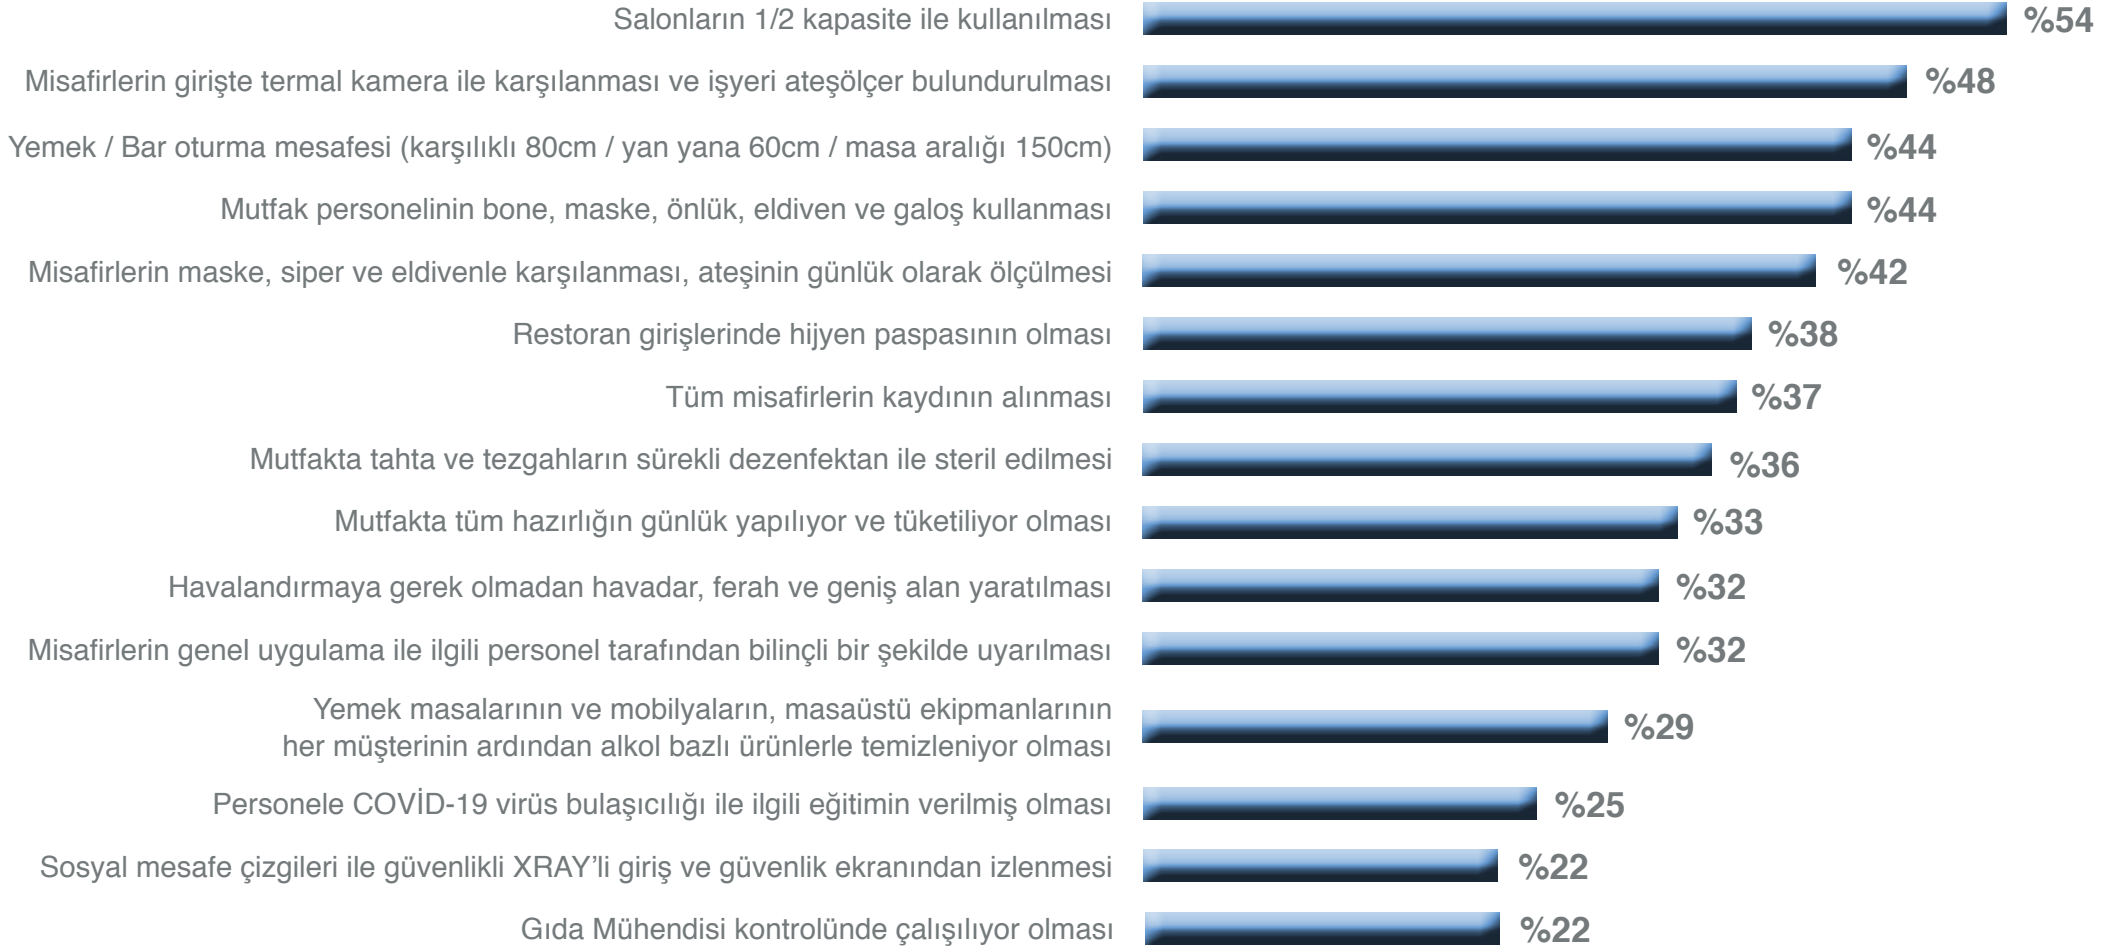 Salonların 1/2 kapasite ile kullanılması %54
Misafirlerin girişte termal kamera ile karşılanması ve işyeri ateşölçer bulundurulması %48
Yemek / Bar oturma mesafesi (karşılıklı 80cm / yan yana 60cm / masa aralığı 150cm) %44
Mutfak personelinin bone, maske, önlük, eldiven ve galoş kullanması %44
Misafirlerin maske, siper ve eldivenle karşılanması, ateşinin günlük olarak ölçülmesi %42
Restoran girişlerinde hijyen paspasının olması %38
Tüm misafirlerin kaydının alınması %37
Mutfakta tahta ve tezgahların sürekli dezenfektan ile steril edilmesi %36
Mutfakta tüm hazırlığın günlük yapılıyor ve tüketiliyor olması %33
Havalandırmaya gerek olmadan havadar, ferah ve geniş alan yaratılması %32
Misafirlerin genel uygulama ile ilgili personel tarafından bilinçli bir şekilde uyarılması %32
Yemek masalarının ve mobilyaların, masaüstü ekipmanlarının
her müşterinin ardından alkol bazlı ürünlerle temizleniyor olması %29
Personele COVİD-19 virüs bulaşıcılığı ile ilgili eğitimin verilmiş olması %25
Sosyal mesafe çizgileri ile güvenlikli XRAY’li giriş ve güvenlik ekranından izlenmesi %22
Gıda Mühendisi kontrolünde çalışılıyor olması %22